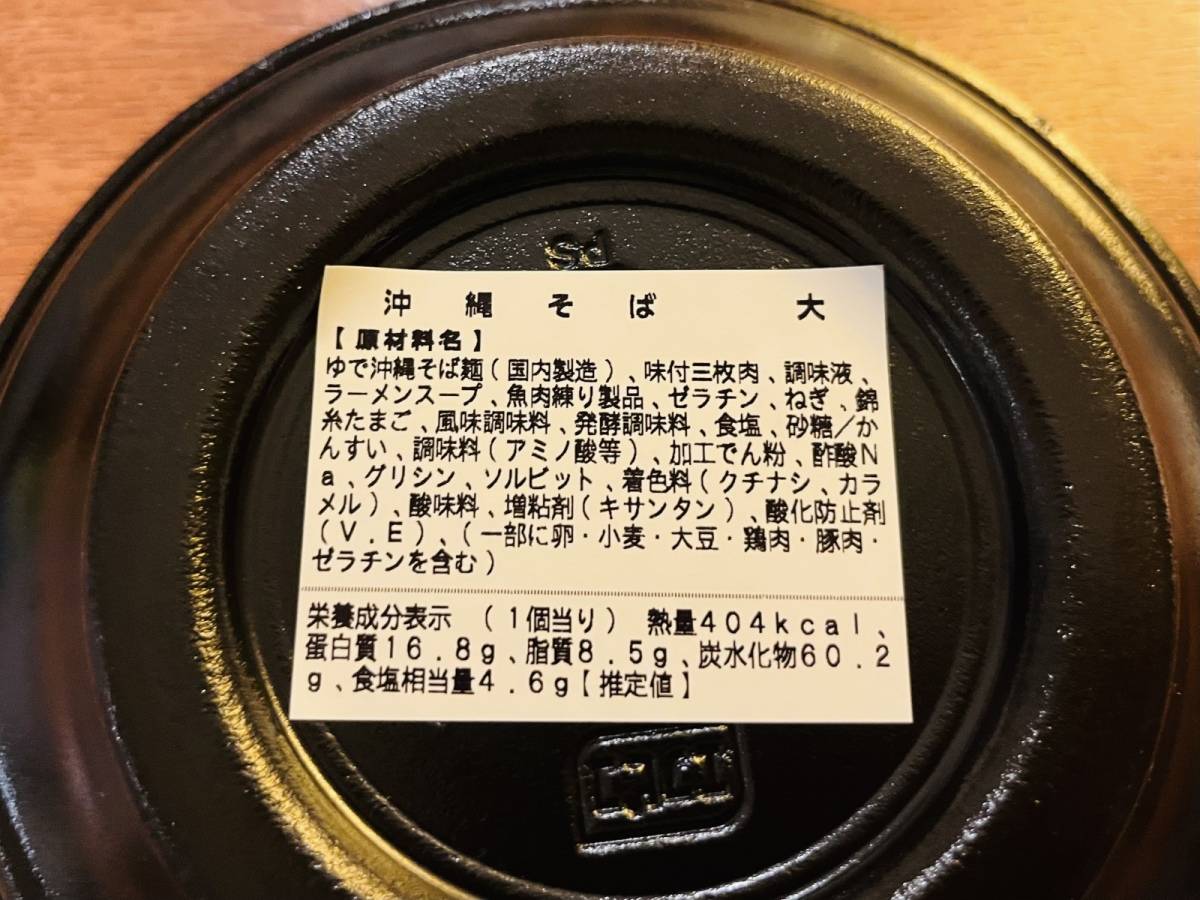 PS
沖縄そば 大
【原材料名】
ゆで沖縄そば麺(国内製造)、味付三枚肉、調味液、
ラーメンスープ、魚肉練り製品、ゼラチン、ねぎ、錦
糸たまご、風味調味料、発酵調味料、食塩、砂糖/か
んすい、調味料(アミノ酸等)、加工でん粉、酢酸N
a、グリシン、ソルビット、着色料(クチナシ、カラ
メル)、酸味料、増粘剤(キサンタン)、酸化防止剤
(V.E)、(一部に卵・小麦・大豆・鶏肉・豚肉・
ゼラチンを含む)
栄養成分表示 (1個当り) 熱量404kcal、
蛋白質16.8g、脂質8.5g、炭水化物60.2
g、食塩相当量4.6g【推定値】